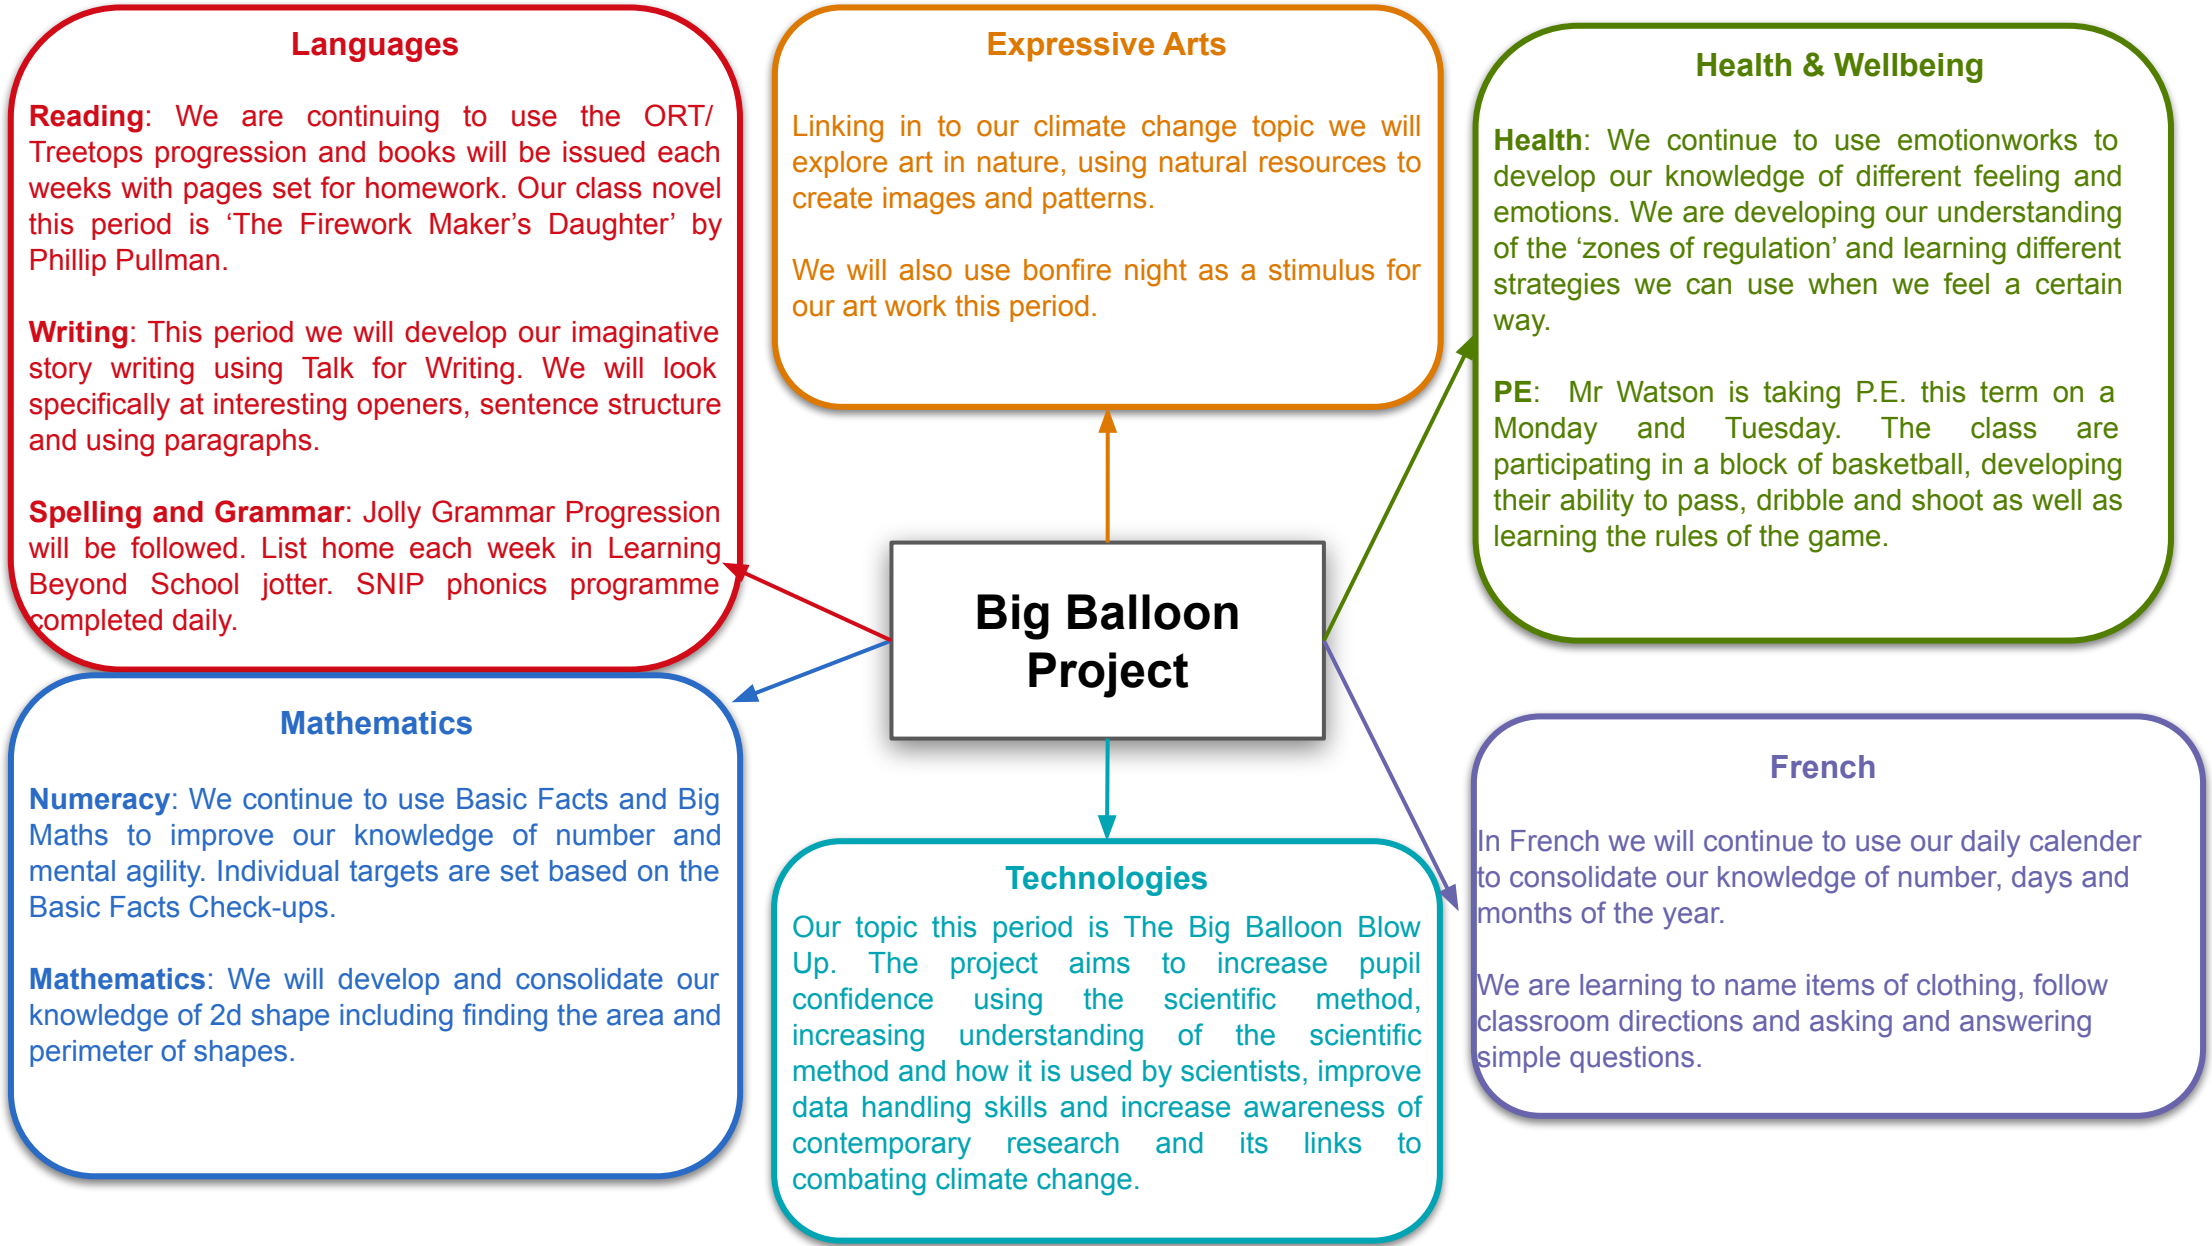 Languages
Reading: We are continuing to use the ORT/
Treetops progression and books will be issued each
weeks with pages set for homework. Our class novel
this period is ‘The Firework Maker’s Daughter’ by
Phillip Pullman.
Writing: This period we will develop our imaginative
story writing using Talk for Writing. We will look
specifically at interesting openers, sentence structure
and using paragraphs.
Spelling and Grammar: Jolly Grammar Progression
will be followed. List home each week in Learning
Beyond School jotter. SNIP phonics programme
completed daily.
Expressive Arts
Linking in to our climate change topic we will
explore art in nature, using natural resources to
create images and patterns.
We will also use bonfire night as a stimulus for
our art work this period.
Health & Wellbeing
Health: We continue to use emotionworks to
develop our knowledge of different feeling and
emotions. We are developing our understanding
of the ‘zones of regulation’ and learning different
strategies we can use when we feel a certain
way.
PE: Mr Watson is taking P.E. this term on a
Monday and Tuesday. The class are
participating in a block of basketball, developing
their ability to pass, dribble and shoot as well as
learning the rules of the game.
Big Balloon
Project
Mathematics
Numeracy: We continue to use Basic Facts and Big
Maths to improve our knowledge of number and
mental agility. Individual targets are set based on the
Basic Facts Check-ups.
Mathematics: We will develop and consolidate our
knowledge of 2d shape including finding the area and
perimeter of shapes.
Technologies
Our topic this period is The Big Balloon Blow
Up. The project aims to increase pupil
confidence using the scientific method,
increasing understanding of the scientific
method and how it is used by scientists, improve
data handling skills and increase awareness of
contemporary research and its links to
combating climate change.
French
In French we will continue to use our daily calender
to consolidate our knowledge of number, days and
months of the year.
We are learning to name items of clothing, follow
classroom directions and asking and answering
simple questions.